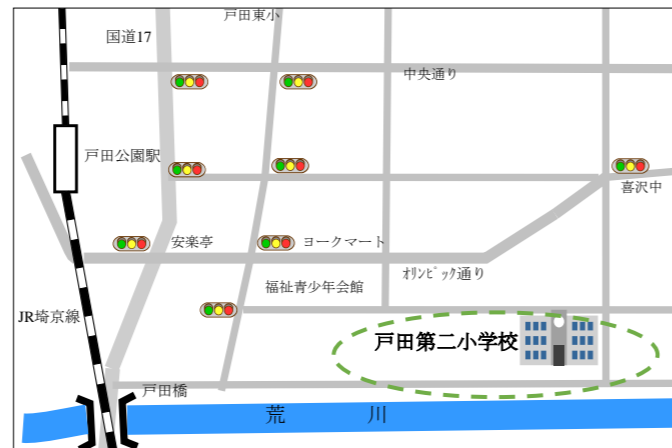 戸田東小
国道17
中央通り
戸田公園駅
喜沢中
安楽亭
ヨークマート
オリンピック通り
福祉青少年会館
JR埼京線
戸田第二小学校
戸田橋
荒川